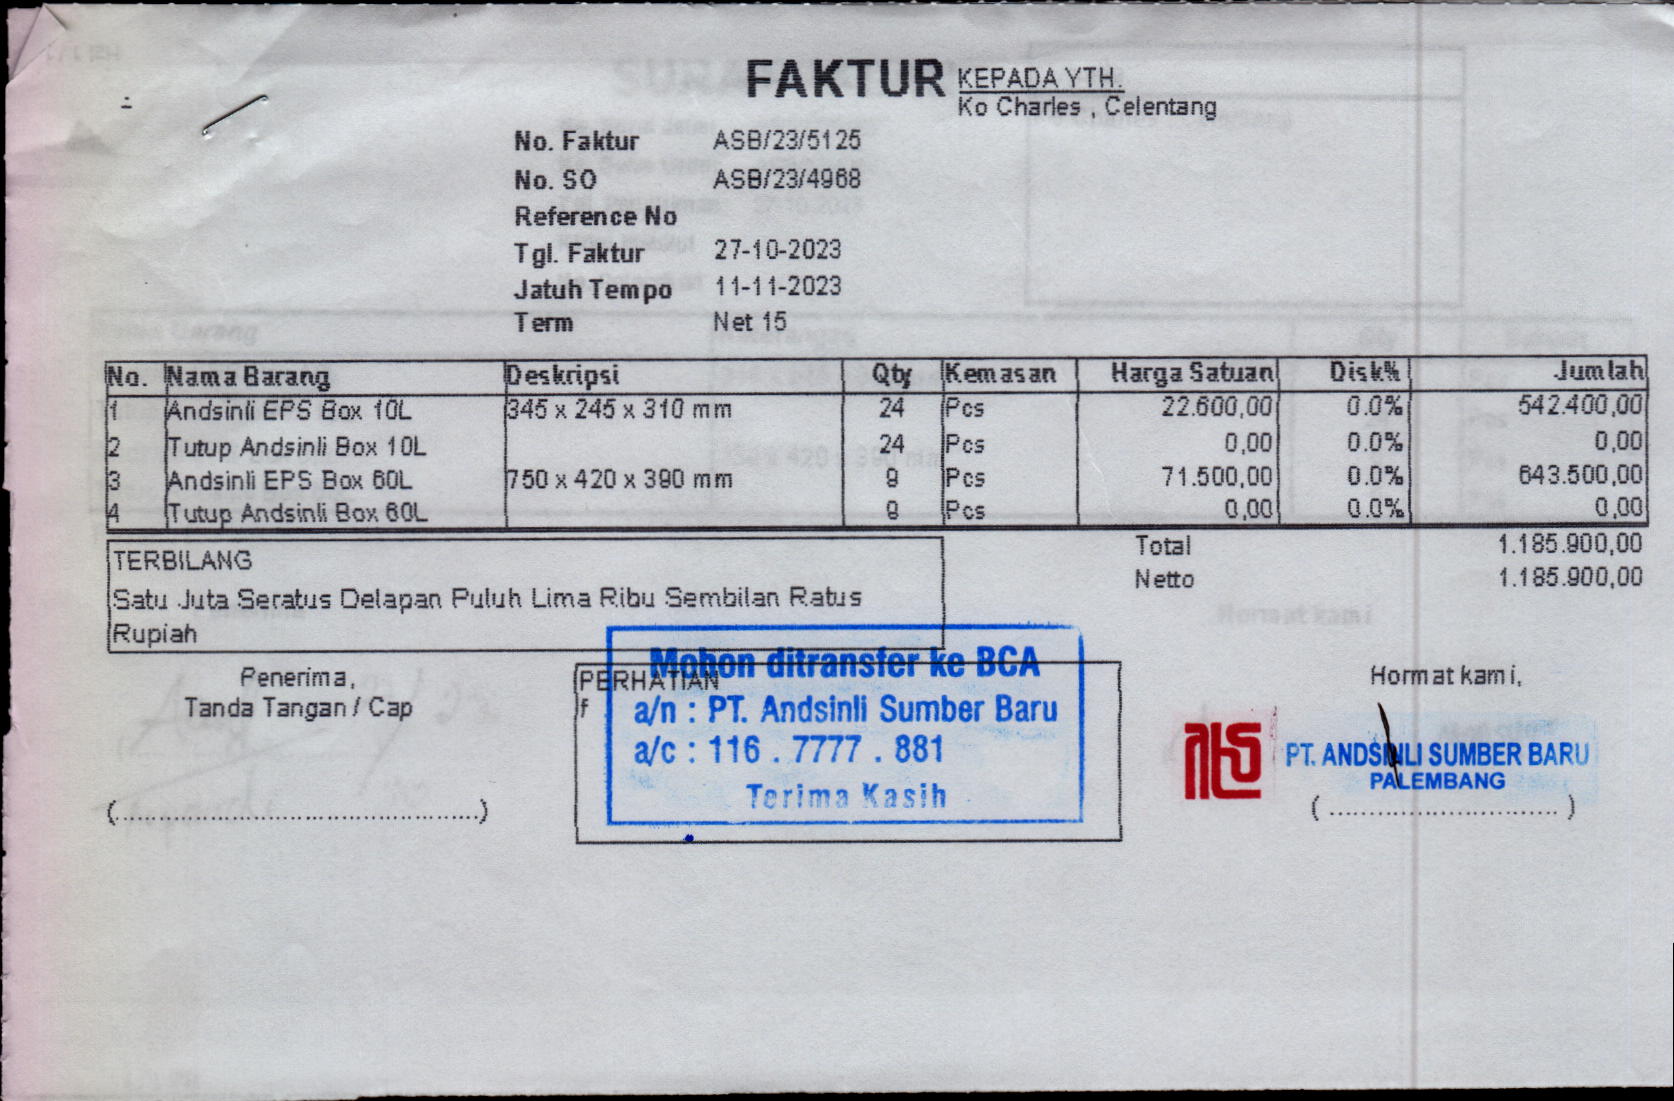 FAKTUR
KEPADA YTH.
Ko Charles , Celentang
No. Faktur ASB/23/5125
No. SO ASB/23/4968
Reference No
Tgl. Faktur 27-10-2023
Jatuh Tempo 11-11-2023
Term Net 15
No. Nama Barang Deskripsi Qty Kemasan Harga Satuan Disk% Jumlah
1 Andsinli EPS Box 10L 345 x 245 x 310 mm 24 Pcs 22.600,00 0.0% 542.400,00
2 Tutup Andsinli Box 10L 24 Pcs 0,00 0.0% 0,00
3 Andsinli EPS Box 60L 750 x 420 x 390 mm 9 Pcs 71.500,00 0.0% 643.500,00
4 Tutup Andsinli Box 60L 9 Pcs 0,00 0.0% 0,00
TERBILANG
Satu Juta Seratus Delapan Puluh Lima Ribu Sembilan Ratus
Rupiah
Total 1.185.900,00
Netto 1.185.900,00
Penerima,
Tanda Tangan / Cap
(................................................)
PERHATIAN
f
Mohon ditransfer ke BCA
a/n : PT. Andsinli Sumber Baru
a/c : 116 . 7777 . 881
Terima Kasih
Hormat kami,
PT. ANDSINLI SUMBER BARU
PALEMBANG
( .............................. )